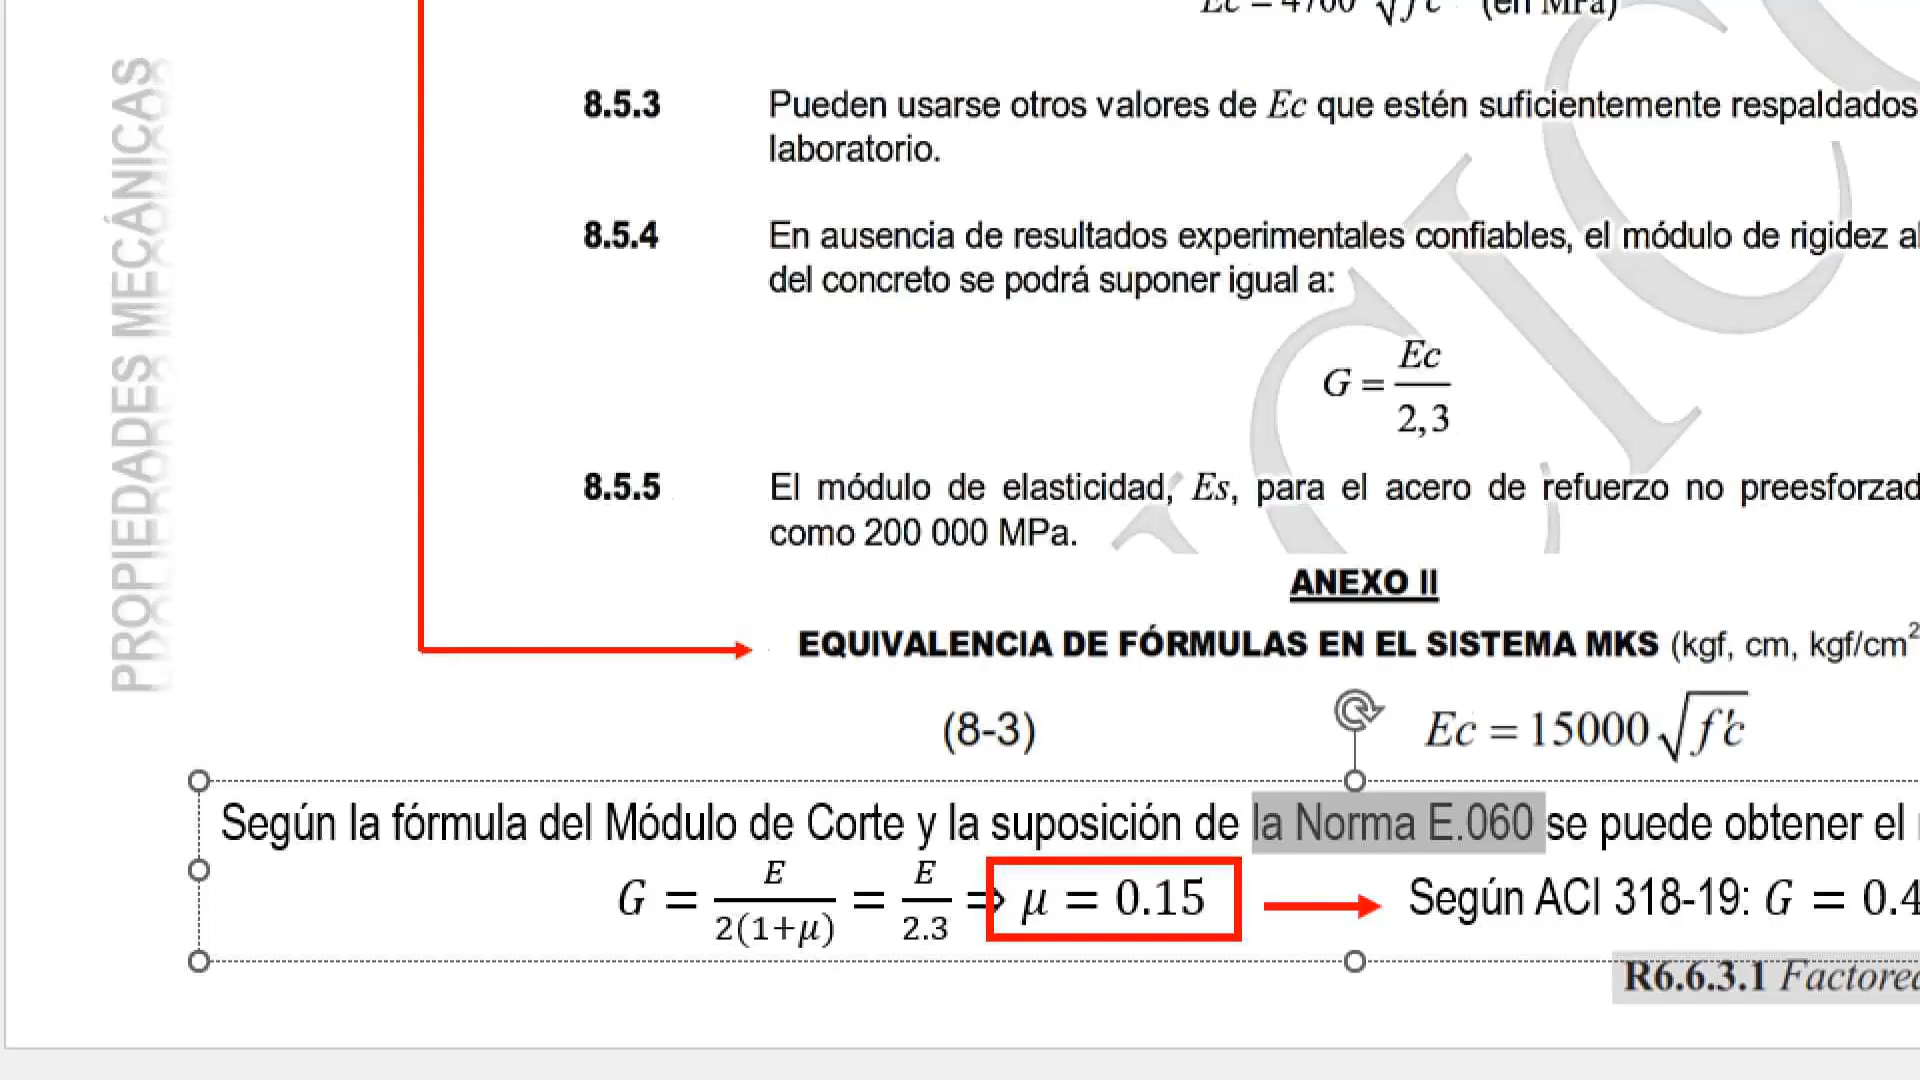 Ec = 4700 √f'c (en MPa)
PROPIEDADES MECÁNICAS
8.5.3 Pueden usarse otros valores de Ec que estén suficientemente respaldados
laboratorio.
8.5.4 En ausencia de resultados experimentales confiables, el módulo de rigidez al
del concreto se podrá suponer igual a:
G = Ec / 2,3
8.5.5 El módulo de elasticidad, Es, para el acero de refuerzo no preesforzad
como 200 000 MPa.
ANEXO II
EQUIVALENCIA DE FÓRMULAS EN EL SISTEMA MKS (kgf, cm, kgf/cm²
(8-3) Ec = 15000 √f'c
Según la fórmula del Módulo de Corte y la suposición de la Norma E.060 se puede obtener el
G = E / 2(1+μ) = E / 2.3 ⇒ μ = 0.15 Según ACI 318-19: G = 0.4
R6.6.3.1 Factored